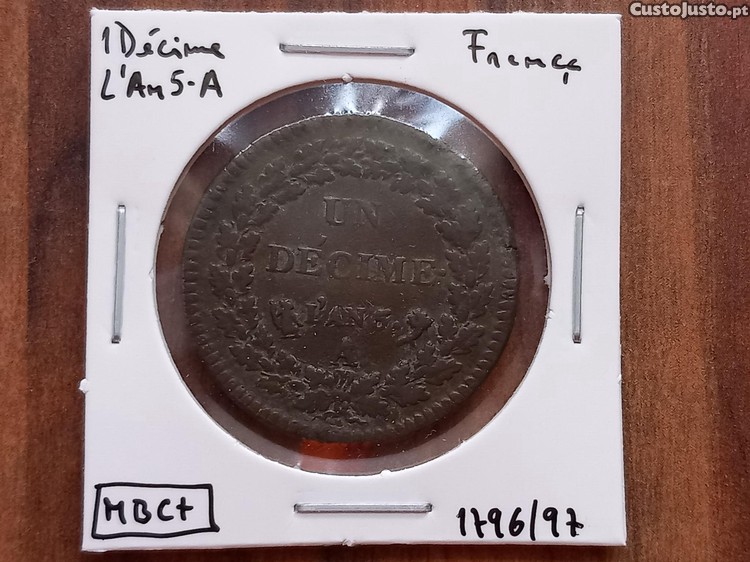 CustoJusto.pt
1 Décime
L'An 5-A
França
UN
DÉCIME.
L'AN 5.
A
MBC+
1796/97